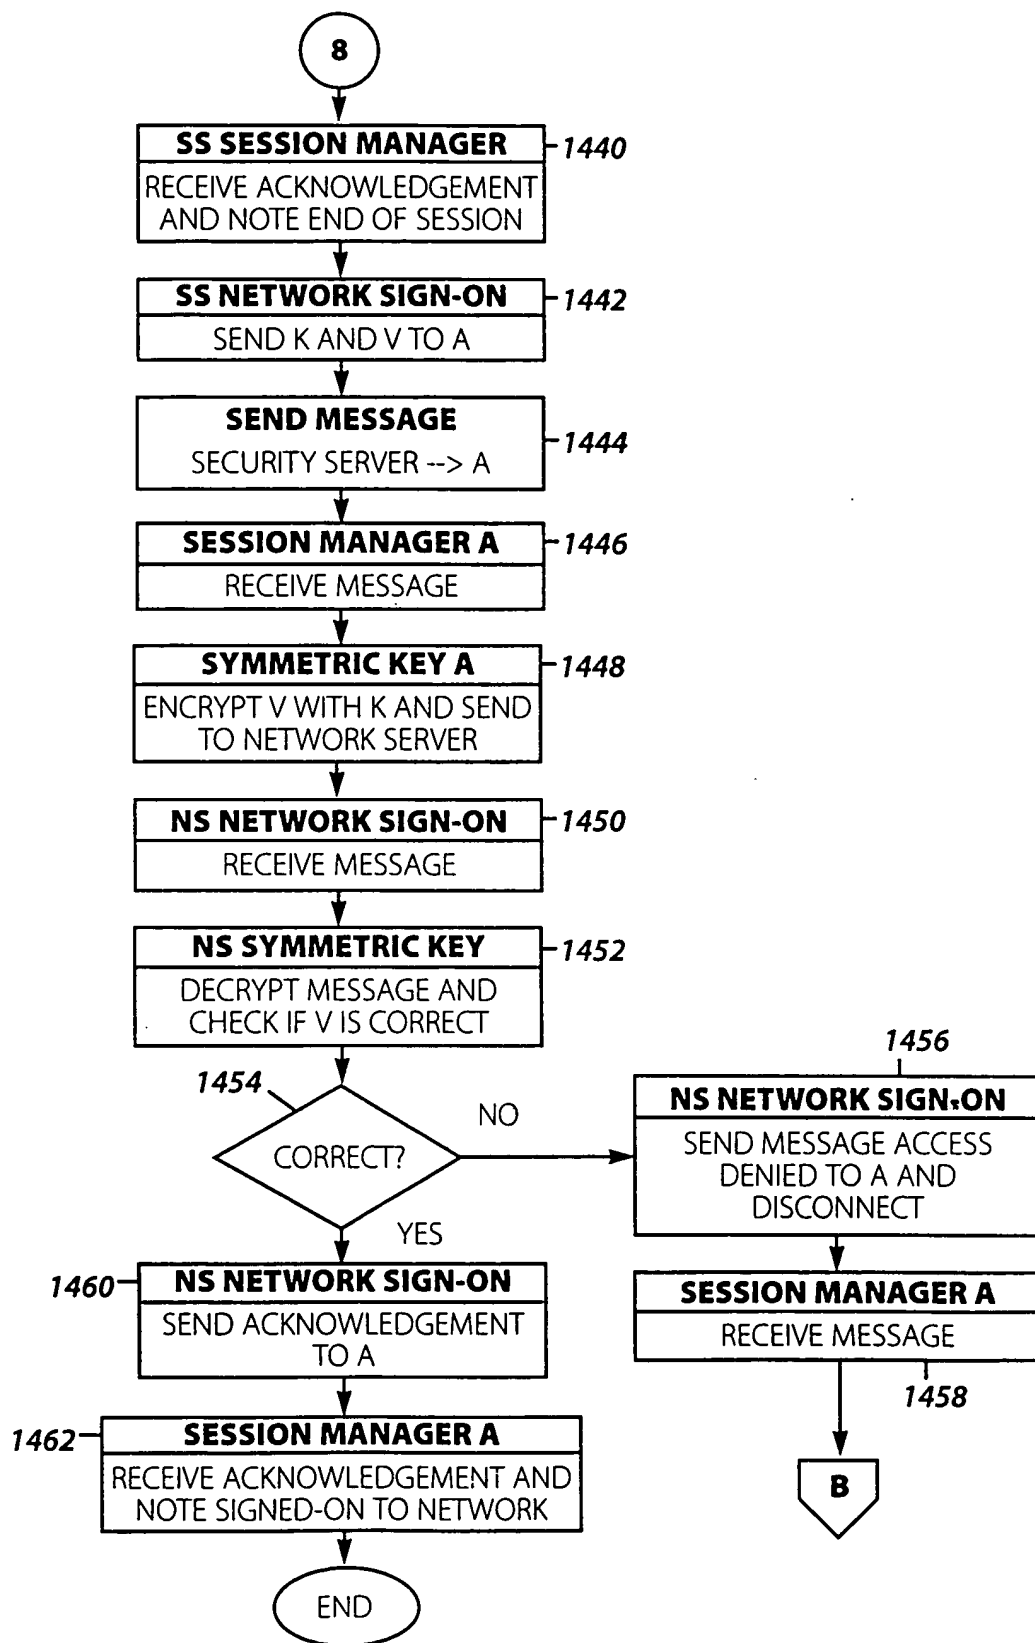 8
SS SESSION MANAGER
1440
RECEIVE ACKNOWLEDGEMENT
AND NOTE END OF SESSION
SS NETWORK SIGN-ON
1442
SEND K AND V TO A
SEND MESSAGE
1444
SECURITY SERVER --> A
SESSION MANAGER A
1446
RECEIVE MESSAGE
SYMMETRIC KEY A
1448
ENCRYPT V WITH K AND SEND
TO NETWORK SERVER
NS NETWORK SIGN-ON
1450
RECEIVE MESSAGE
NS SYMMETRIC KEY
1452
DECRYPT MESSAGE AND
CHECK IF V IS CORRECT
1454
CORRECT?
NO
YES
1456
NS NETWORK SIGN-ON
SEND MESSAGE ACCESS
DENIED TO A AND
DISCONNECT
SESSION MANAGER A
RECEIVE MESSAGE
1458
B
1460
NS NETWORK SIGN-ON
SEND ACKNOWLEDGEMENT
TO A
1462
SESSION MANAGER A
RECEIVE ACKNOWLEDGEMENT AND
NOTE SIGNED-ON TO NETWORK
END